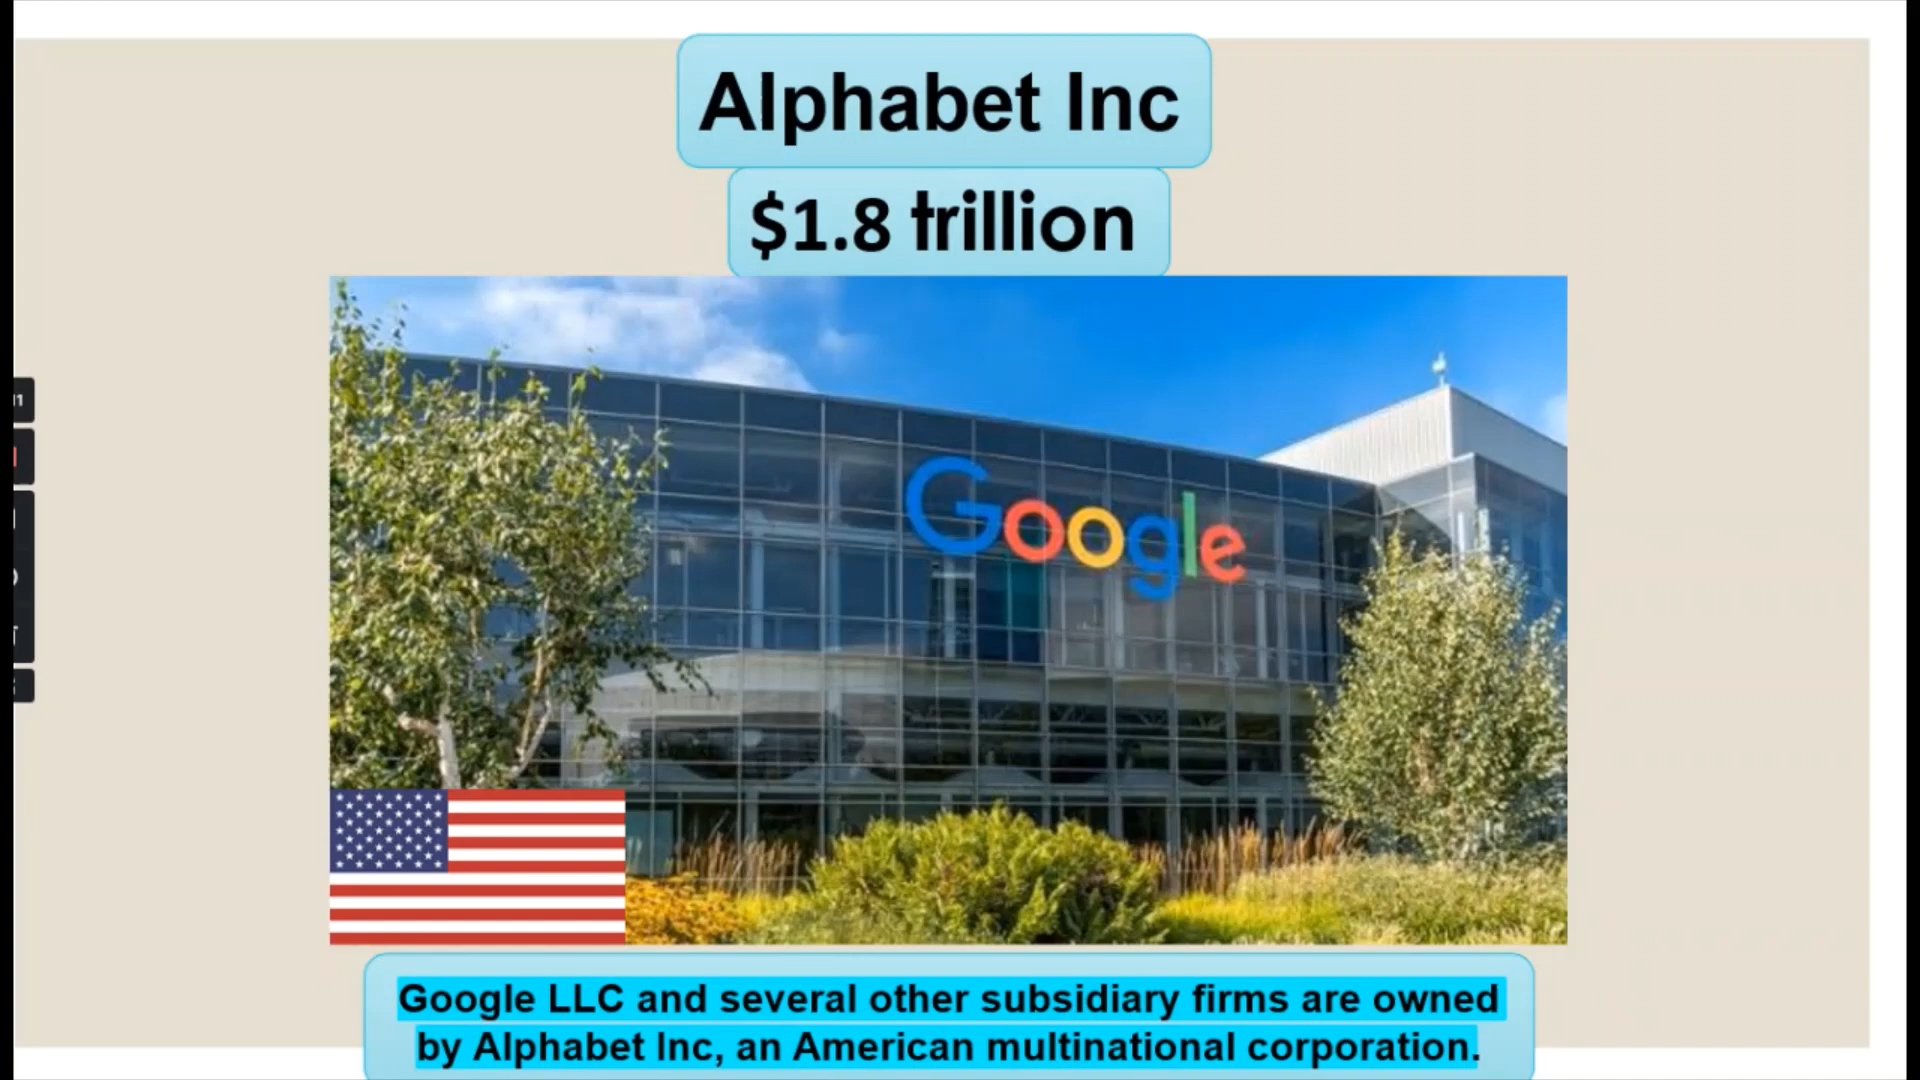 Alphabet Inc
$1.8 trillion
Google
Google LLC and several other subsidiary firms are owned
by Alphabet Inc, an American multinational corporation.